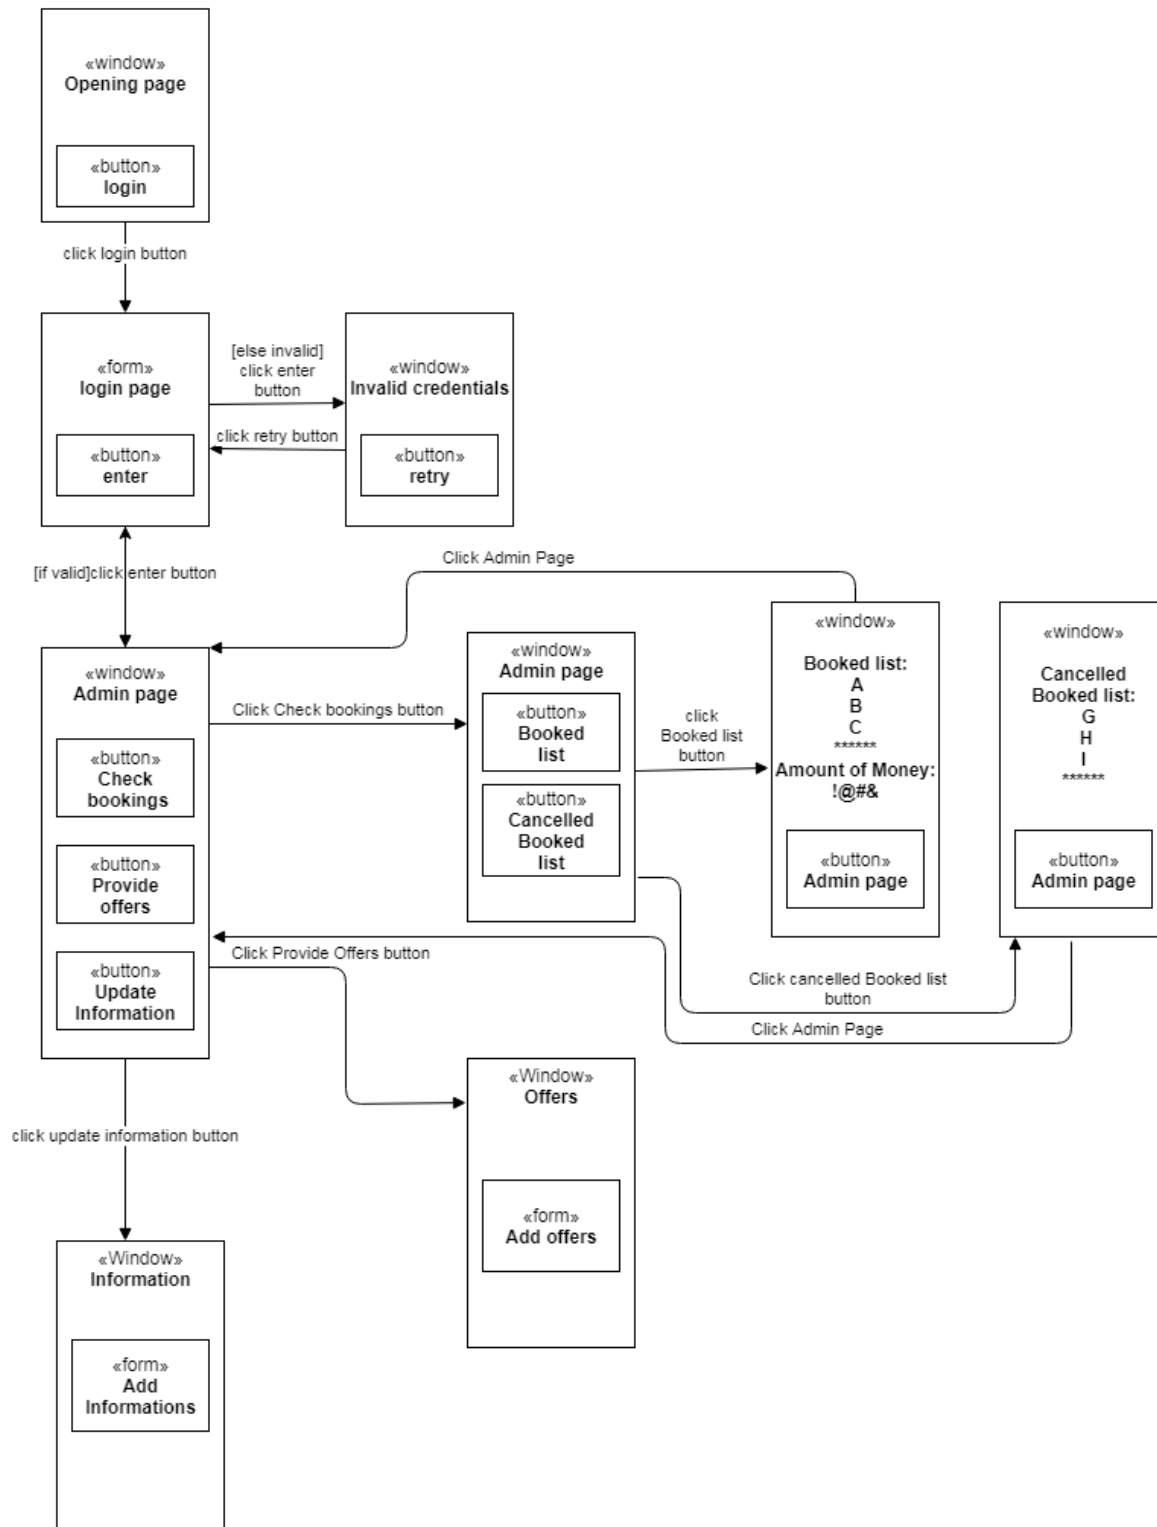 «window»
Opening page
«button»
login
click login button
«form»
login page
«button»
enter
[else invalid]
click enter
button
click retry button
«window»
Invalid credentials
«button»
retry
[if valid]click enter button
Click Admin Page
«window»
Admin page
«button»
Check
bookings
«button»
Provide
offers
«button»
Update
Information
Click Check bookings button
«window»
Admin page
«button»
Booked
list
«button»
Cancelled
Booked
list
click
Booked list
button
«window»
Booked list:
A
B
C
******
Amount of Money:
!@#&
«button»
Admin page
«window»
Cancelled
Booked list:
G
H
I
******
«button»
Admin page
Click Provide Offers button
Click cancelled Booked list
button
Click Admin Page
«Window»
Offers
«form»
Add offers
click update information button
«Window»
Information
«form»
Add
Informations